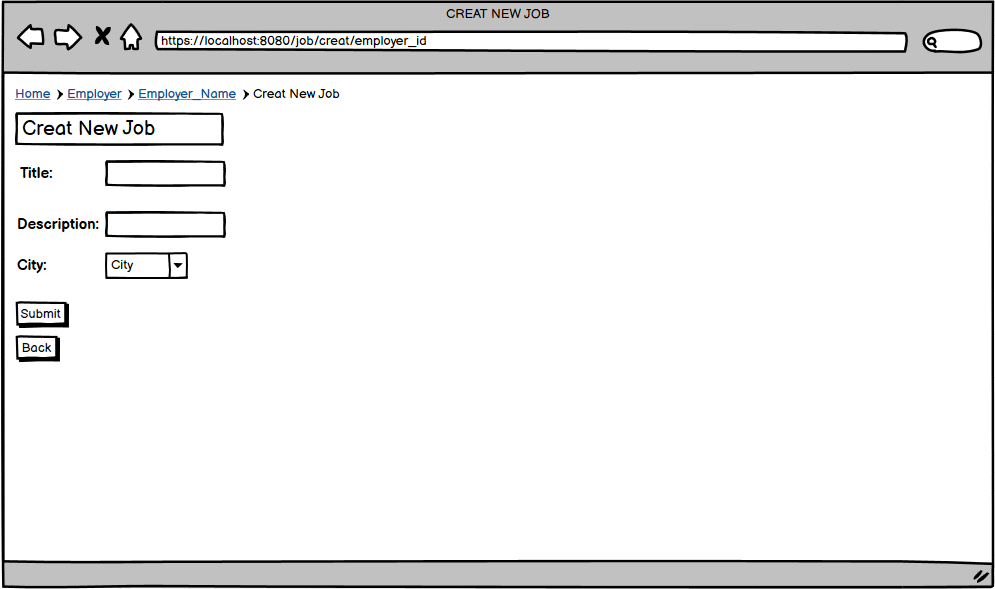 CREAT NEW JOB
https://localhost:8080/job/creat/employer_id
Home > Employer > Employer_Name > Creat New Job
Creat New Job
Title:
Description:
City: City
Submit
Back